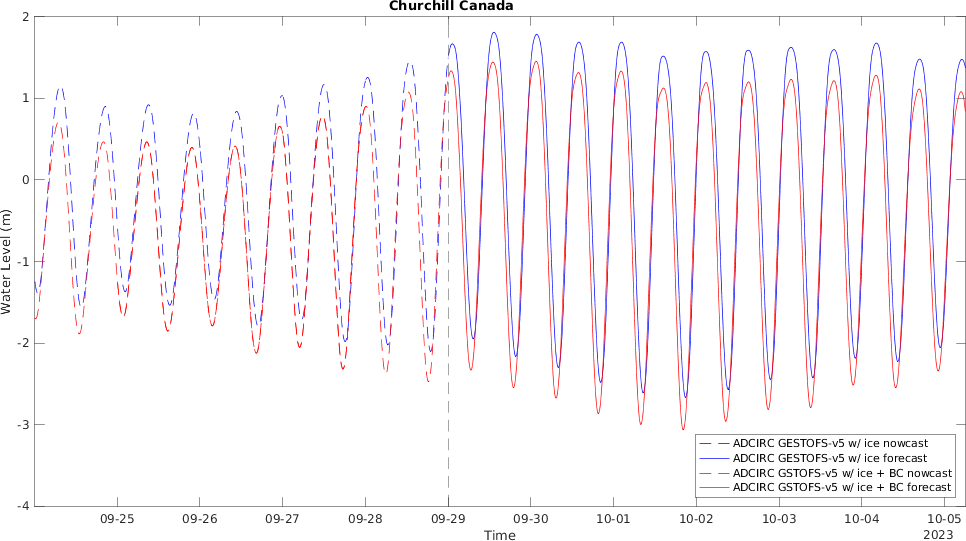 Churchill Canada
2
1
0
-1
-2
-3
-4
Water Level (m)
ADCIRC GESTOFS-v5 w/ ice nowcast
ADCIRC GESTOFS-v5 w/ ice forecast
ADCIRC GSTOFS-v5 w/ ice + BC nowcast
ADCIRC GSTOFS-v5 w/ ice + BC forecast
09-25 09-26 09-27 09-28 09-29 09-30 10-01 10-02 10-03 10-04 10-05
Time
2023